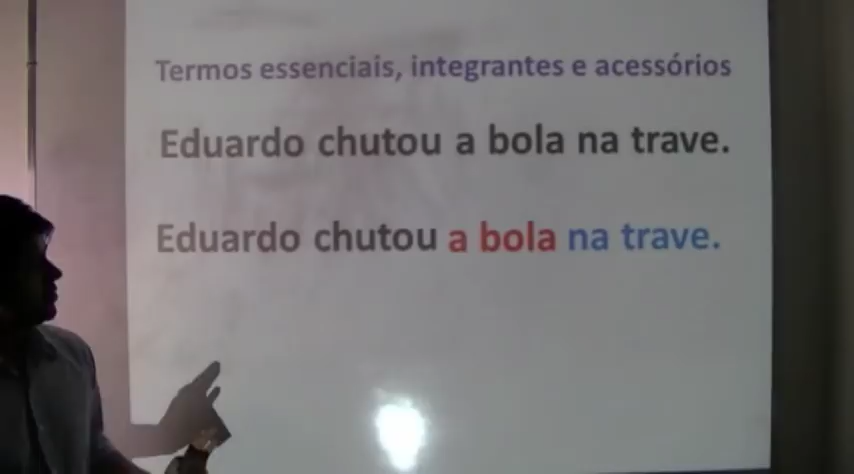 Termos essenciais, integrantes e acessórios
Eduardo chutou a bola na trave.
Eduardo chutou a bola na trave.